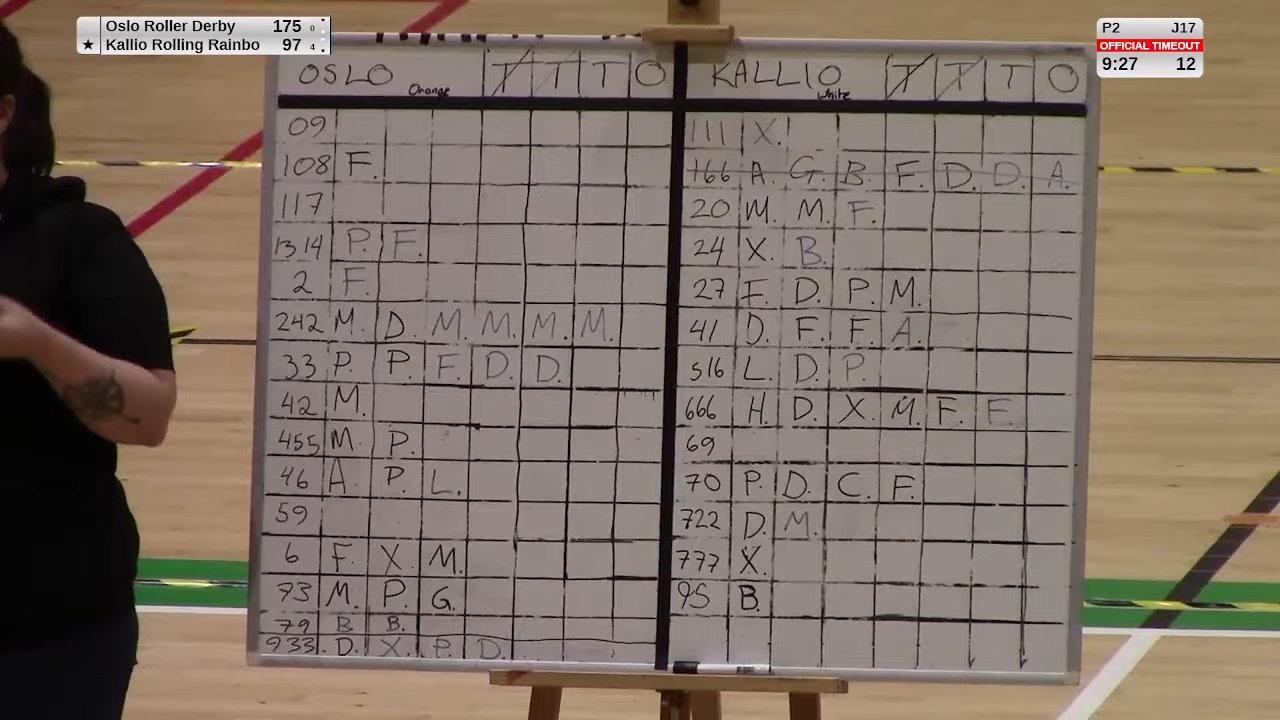 Oslo Roller Derby 175 0
★ Kallio Rolling Rainbo 97 4
P2 J17
OFFICIAL TIMEOUT
9:27 12
OSLO Orange T T T O
09
108 F.
117
1314 P. F.
2 F.
242 M. D. M. M. M. M.
33 P. P. F. D. D.
42 M.
455 M. P.
46 A. P. L.
59
6 F. X. M.
73 M. P. G.
79 B. B.
933. D. X. P. D.
KALLIO White T T T O
111 X.
166 A. G. B. F. D. D. A.
20 M. M. F.
24 X. B.
27 F. D. P. M.
41 D. F. F. A.
516 L. D. P.
666 H. D. X. M. F. F.
69
70 P. D. C. F.
722 D. M.
777 X.
95 B.